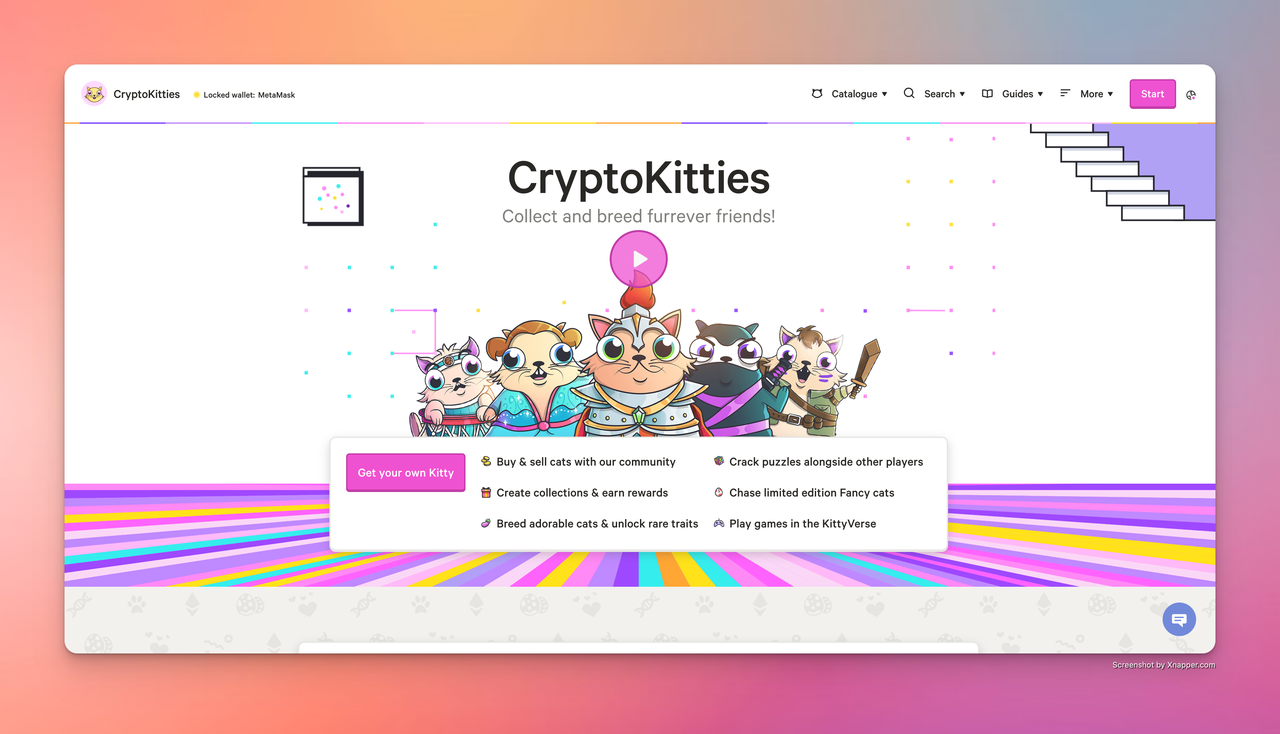 CryptoKitties
Locked wallet: MetaMask
Catalogue
Search
Guides
More
Start
CryptoKitties
Collect and breed furrever friends!
Get your own Kitty
Buy & sell cats with our community
Crack puzzles alongside other players
Create collections & earn rewards
Chase limited edition Fancy cats
Breed adorable cats & unlock rare traits
Play games in the KittyVerse
Screenshot by Xnapper.com